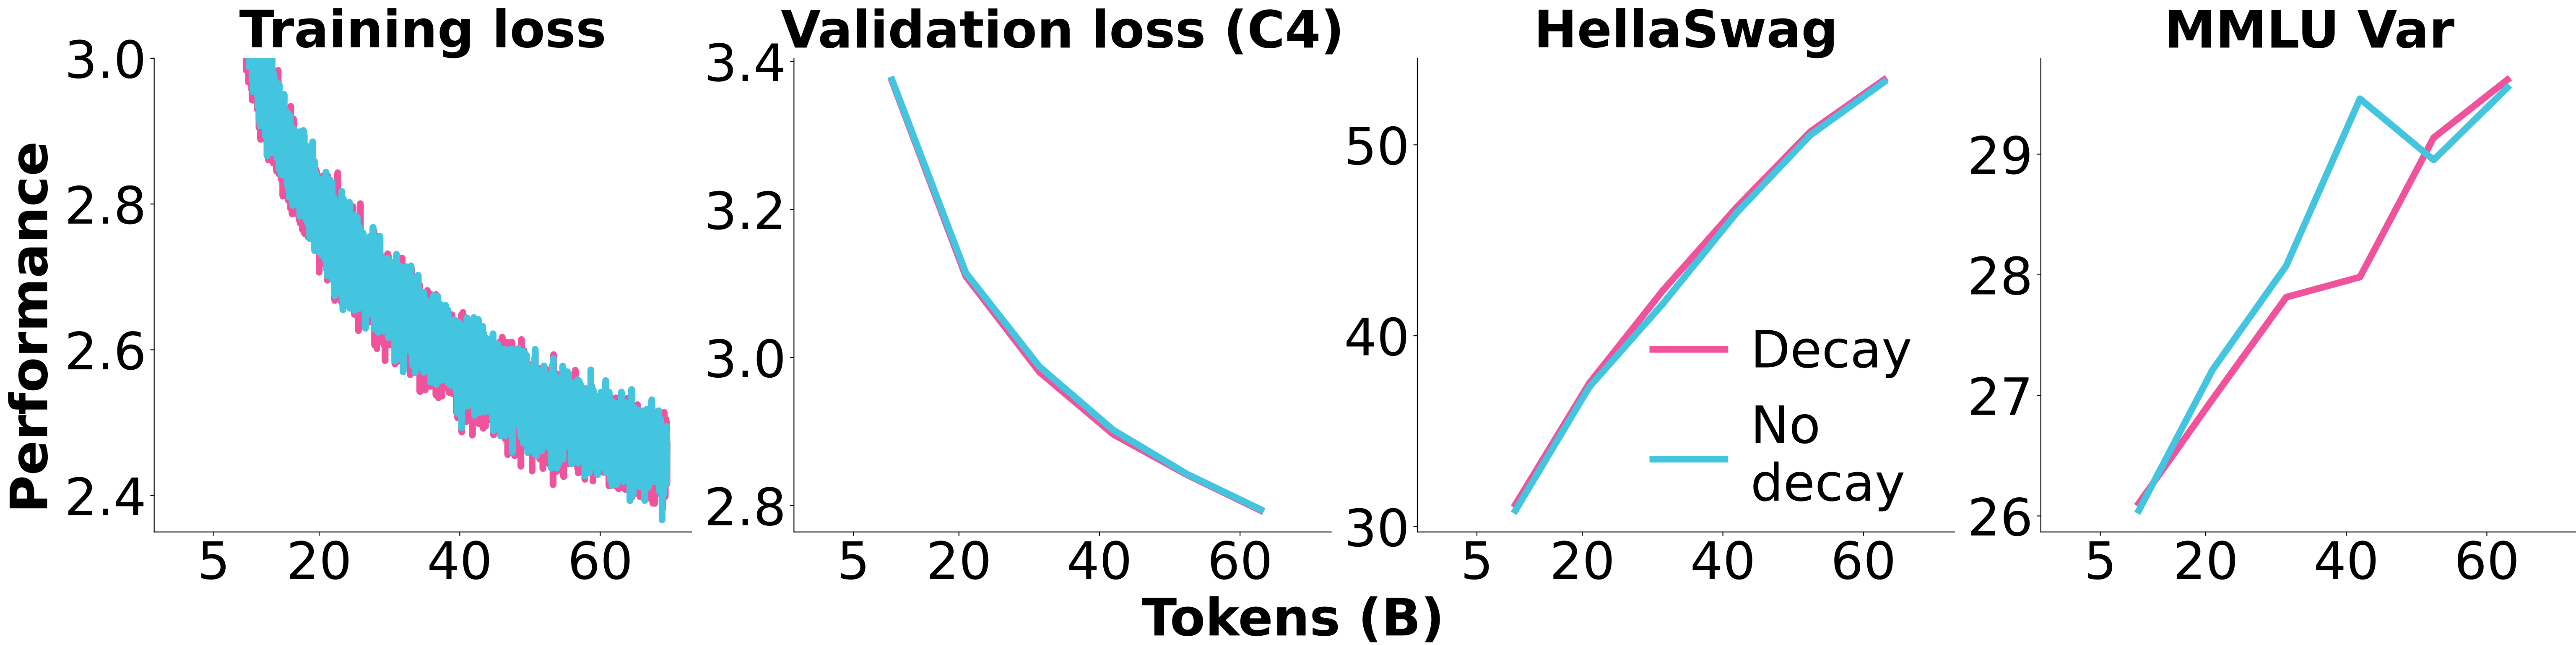 Training loss
Validation loss (C4)
HellaSwag
MMLU Var
Performance
3.0
2.8
2.6
2.4
5 20 40 60
3.4
3.2
3.0
2.8
5 20 40 60
50
40
30
5 20 40 60
Decay
No
decay
29
28
27
26
5 20 40 60
Tokens (B)